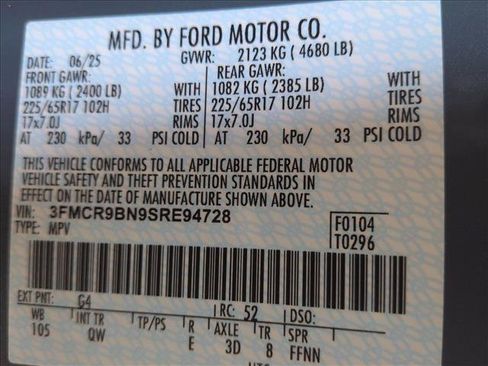 MFD. BY FORD MOTOR CO.
DATE: 06/25 GVWR: 2123 KG ( 4680 LB)
FRONT GAWR: REAR GAWR:
1089 KG ( 2400 LB) WITH 1082 KG ( 2385 LB) WITH
225/65R17 102H TIRES 225/65R17 102H TIRES
17x7.0J RIMS 17x7.0J RIMS
AT 230 kPa/ 33 PSI COLD AT 230 kPa/ 33 PSI COLD
THIS VEHICLE CONFORMS TO ALL APPLICABLE FEDERAL MOTOR
VEHICLE SAFETY AND THEFT PREVENTION STANDARDS IN
EFFECT ON THE DATE OF MANUFACTURE SHOWN ABOVE.
VIN: 3FMCR9BN9SRE94728 F0104
TYPE: MPV T0296
EXT PNT: G4 RC: 52 DSO:
WB INT TR TP/PS R AXLE TR SPR
105 QW E 3D 8 FFNN